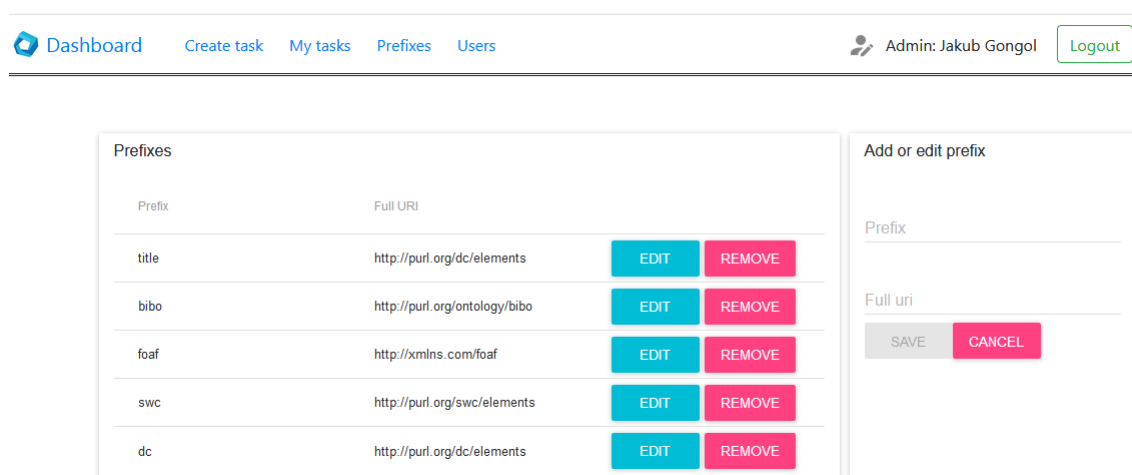 Dashboard Create task My tasks Prefixes Users Admin: Jakub Gongol Logout
Prefixes
Prefix Full URI
title http://purl.org/dc/elements EDIT REMOVE
bibo http://purl.org/ontology/bibo EDIT REMOVE
foaf http://xmlns.com/foaf EDIT REMOVE
swc http://purl.org/swc/elements EDIT REMOVE
dc http://purl.org/dc/elements EDIT REMOVE
Add or edit prefix
Prefix
Full uri
SAVE CANCEL